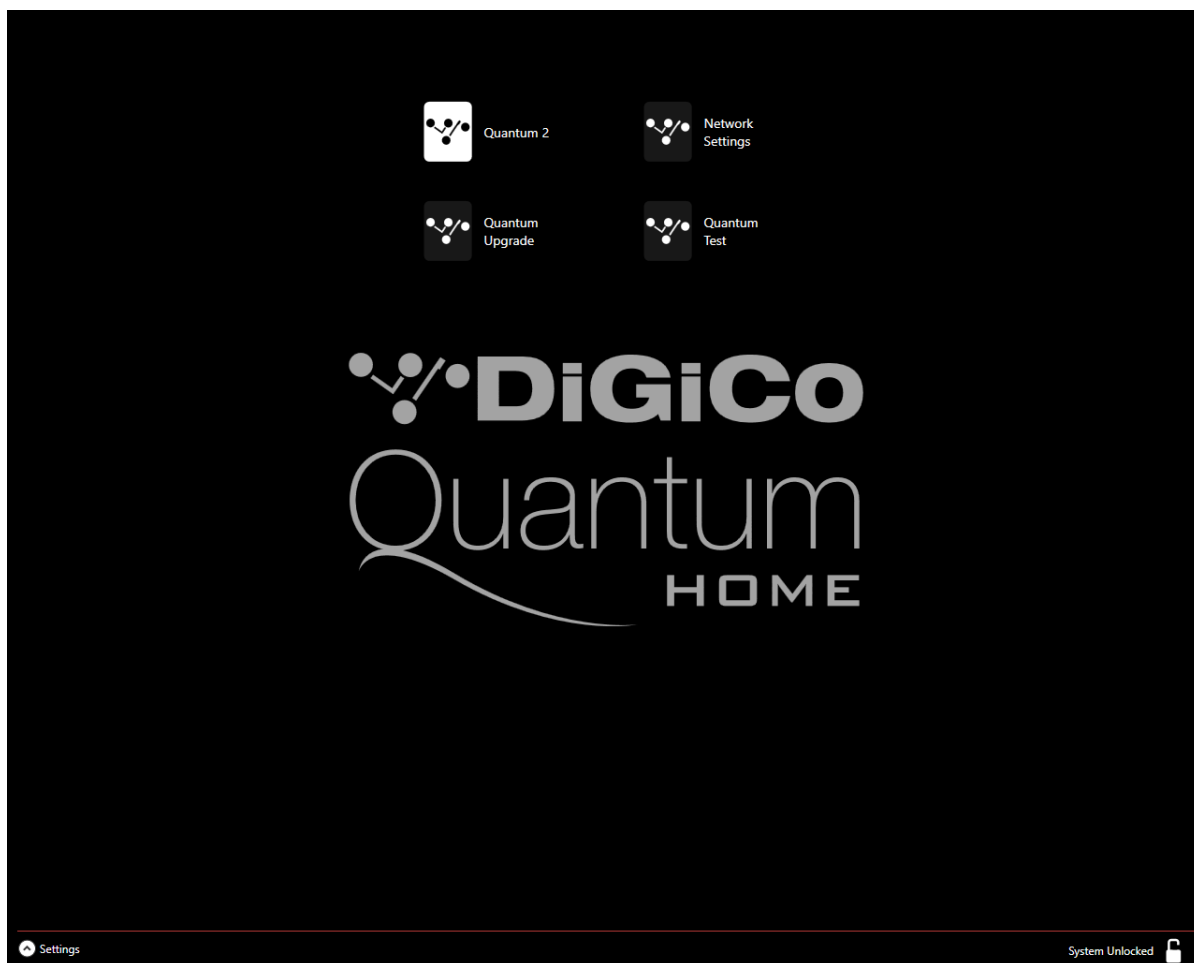 Quantum 2
Network
Settings
Quantum
Upgrade
Quantum
Test
DiGiCo
Quantum
HOME
Settings
System Unlocked